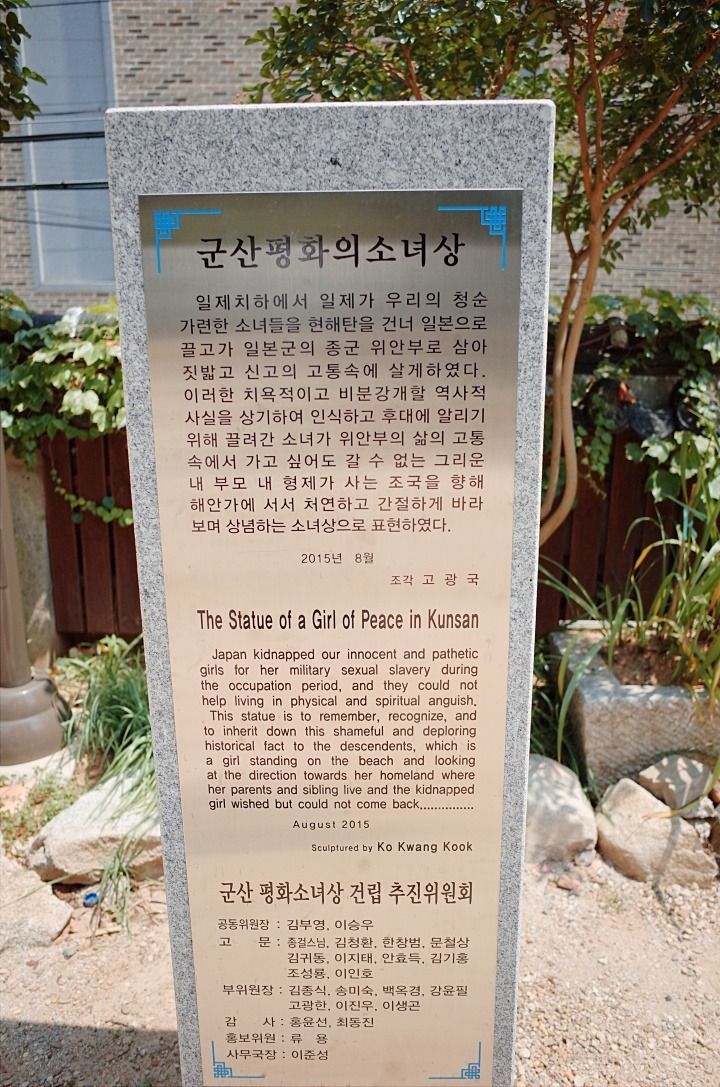 군산평화의소녀상
일제치하에서 일제가 우리의 청순
가련한 소녀들을 현해탄을 건너 일본으로
끌고가 일본군의 종군 위안부로 삼아
짓밟고 신고의 고통속에 살게하였다.
이러한 치욕적이고 비분강개할 역사적
사실을 상기하여 인식하고 후대에 알리기
위해 끌려간 소녀가 위안부의 삶의 고통
속에서 가고 싶어도 갈 수 없는 그리운
내 부모 내 형제가 사는 조국을 향해
해안가에 서서 처연하고 간절하게 바라
보며 상념하는 소녀상으로 표현하였다.
2015년 8월
조각 고 광 국
The Statue of a Girl of Peace in Kunsan
Japan kidnapped our innocent and pathetic
girls for her military sexual slavery during
the occupation period, and they could not
help living in physical and spiritual anguish.
This statue is to remember, recognize, and
to inherit down this shameful and deploring
historical fact to the descendents, which is
a girl standing on the beach and looking
at the direction towards her homeland where
her parents and sibling live and the kidnapped
girl wished but could not come back...............
August 2015
Sculptured by Ko Kwang Kook
군산 평화소녀상 건립 추진위원회
공동위원장 : 김부영, 이승우
고 문 : 종걸스님, 김청환, 한창범, 문철상
김귀동, 이지태, 안효득, 김기홍
조성룡, 이인호
부위원장 : 김종식, 송미숙, 백옥경, 강윤필
고광한, 이진우, 이생곤
감 사 : 홍윤선, 최동진
홍보위원 : 류 용
사무국장 : 이준성